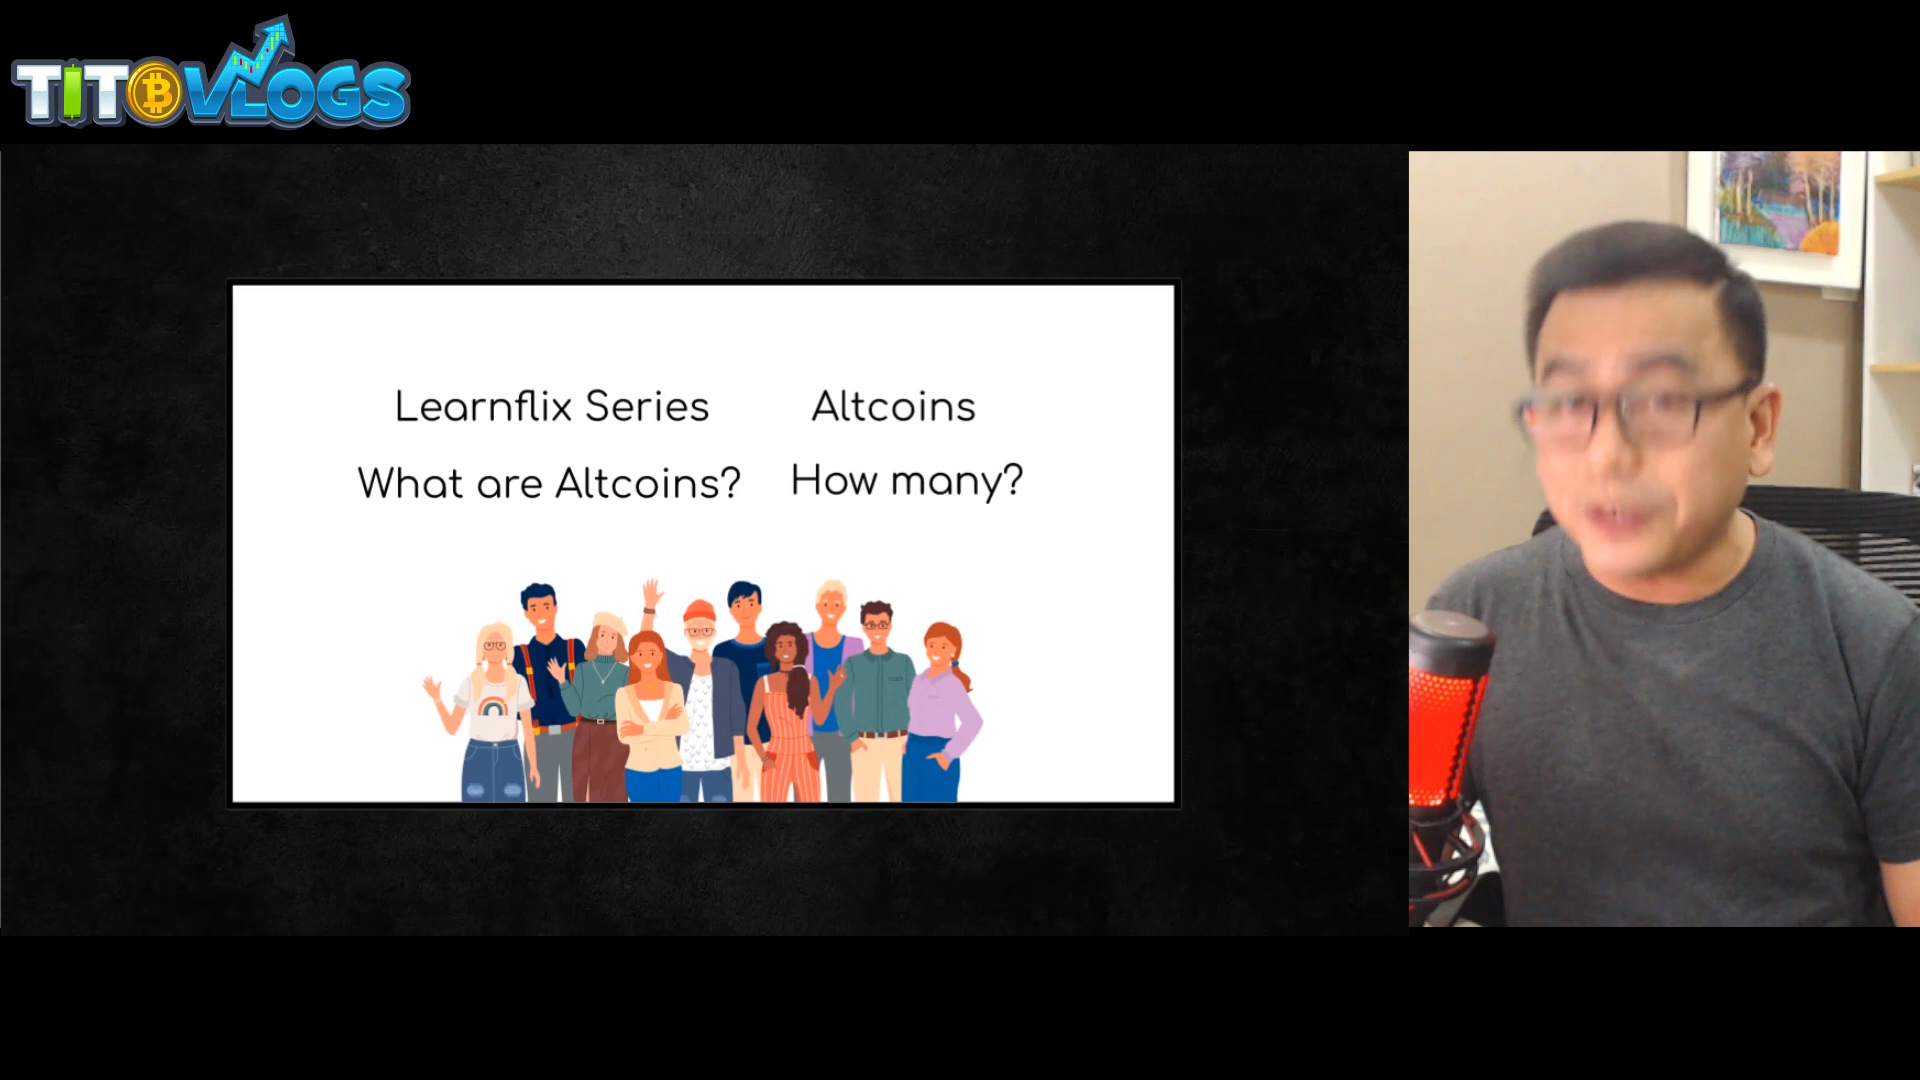 TITOVLOGS
Learnflix Series
What are Altcoins?
Altcoins
How many?